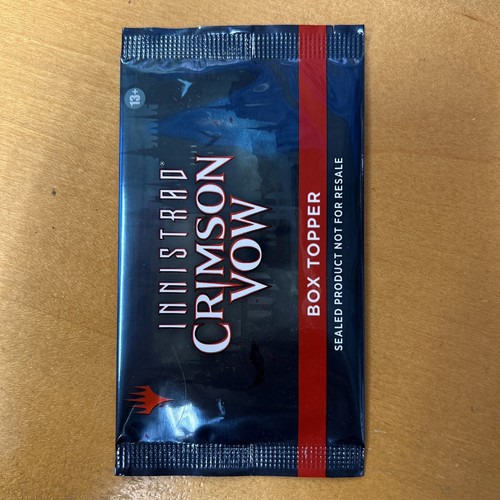 13+
INNISTRAD®
CRIMSON
VOW
BOX TOPPER
SEALED PRODUCT NOT FOR RESALE